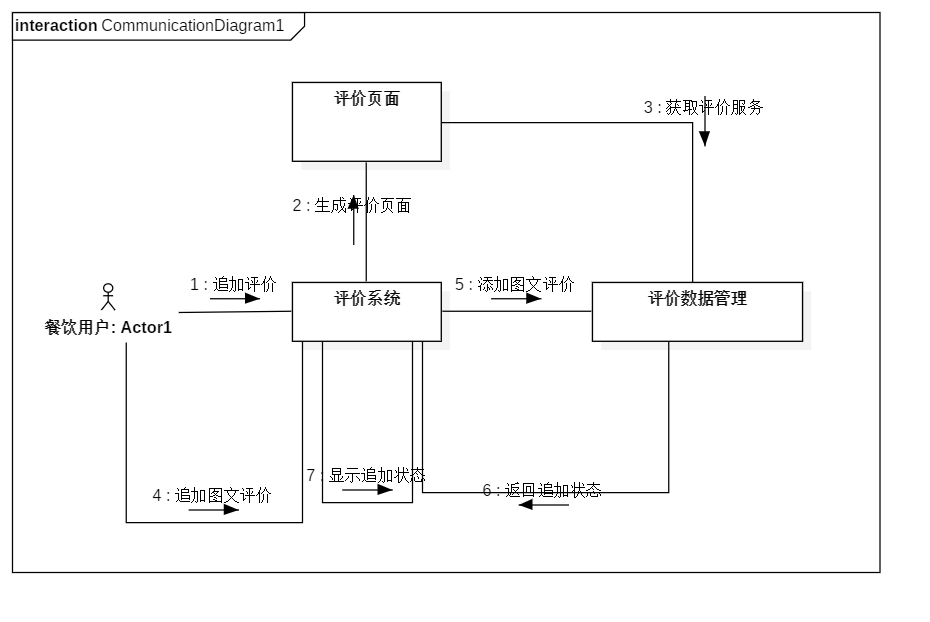 interaction CommunicationDiagram1
评价页面
3 : 获取评价服务
2 : 生成评价页面
1 : 追加评价
评价系统
5 : 添加图文评价
评价数据管理
餐饮用户: Actor1
7 : 显示追加状态
4 : 追加图文评价
6 : 返回追加状态